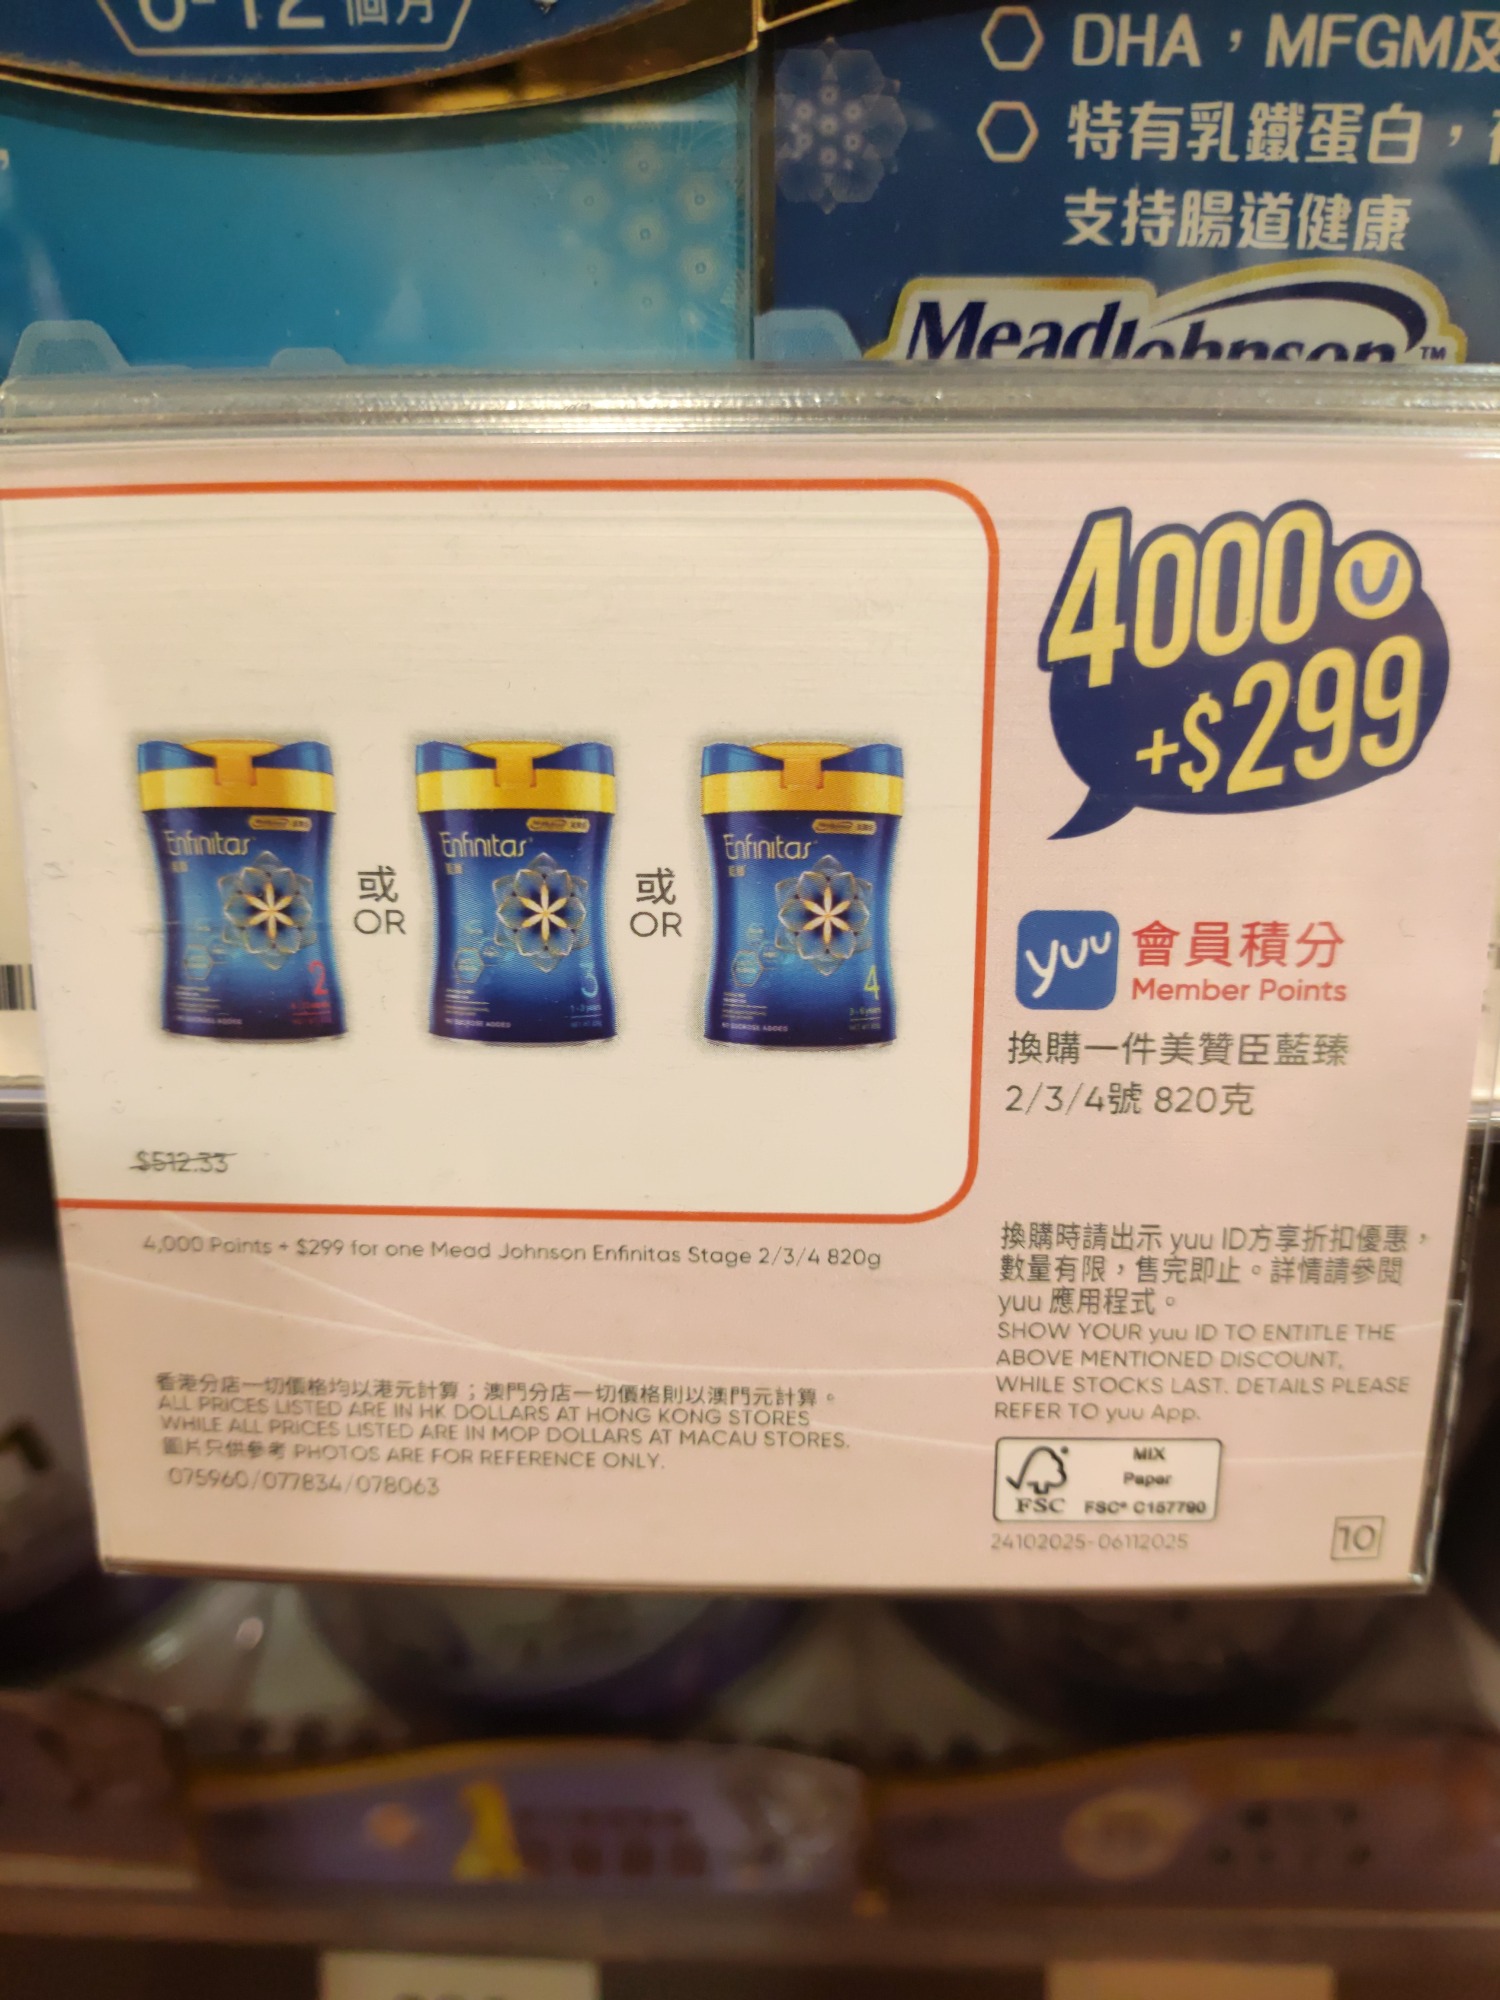 6-12 個月
DHA，MFGM及
特有乳鐵蛋白，
支持腸道健康
MeadJohnson™
4000
+$299
Enfinitas
2
或
OR
Enfinitas
3
1-3 years
或
OR
Enfinitas
4
yuu 會員積分
Member Points
換購一件美贊臣藍臻
2/3/4號 820克
$512.33
4,000 Points + $299 for one Mead Johnson Enfinitas Stage 2/3/4 820g
換購時請出示 yuu ID方享折扣優惠，
數量有限，售完即止。詳情請參閱
yuu 應用程式。
SHOW YOUR yuu ID TO ENTITLE THE
ABOVE MENTIONED DISCOUNT,
WHILE STOCKS LAST. DETAILS PLEASE
REFER TO yuu App.
香港分店一切價格均以港元計算；澳門分店一切價格則以澳門元計算。
ALL PRICES LISTED ARE IN HK DOLLARS AT HONG KONG STORES
WHILE ALL PRICES LISTED ARE IN MOP DOLLARS AT MACAU STORES.
圖片只供參考 PHOTOS ARE FOR REFERENCE ONLY.
075960/077834/078063
FSC
MIX
Paper
FSC® C157790
24102025-06112025
10